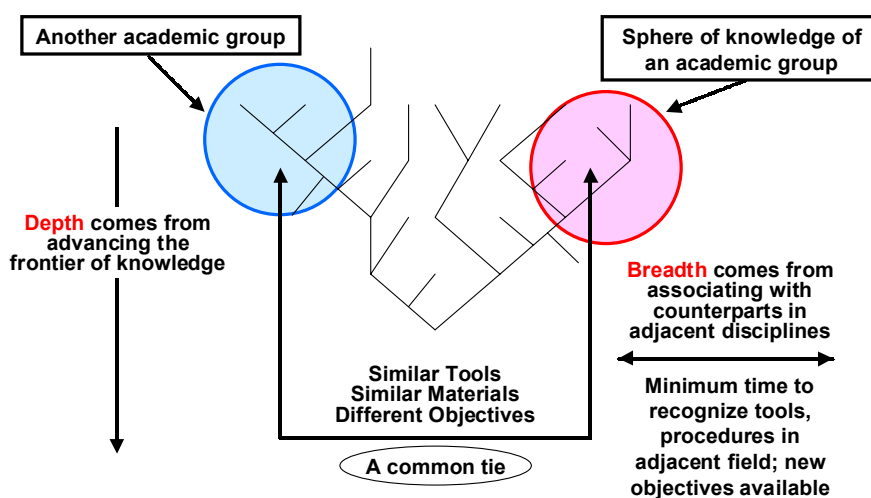 Another academic group
Sphere of knowledge of
an academic group
Depth comes from
advancing the
frontier of knowledge
Breadth comes from
associating with
counterparts in
adjacent disciplines
Similar Tools
Similar Materials
Different Objectives
Minimum time to
recognize tools,
procedures in
adjacent field; new
objectives available
A common tie